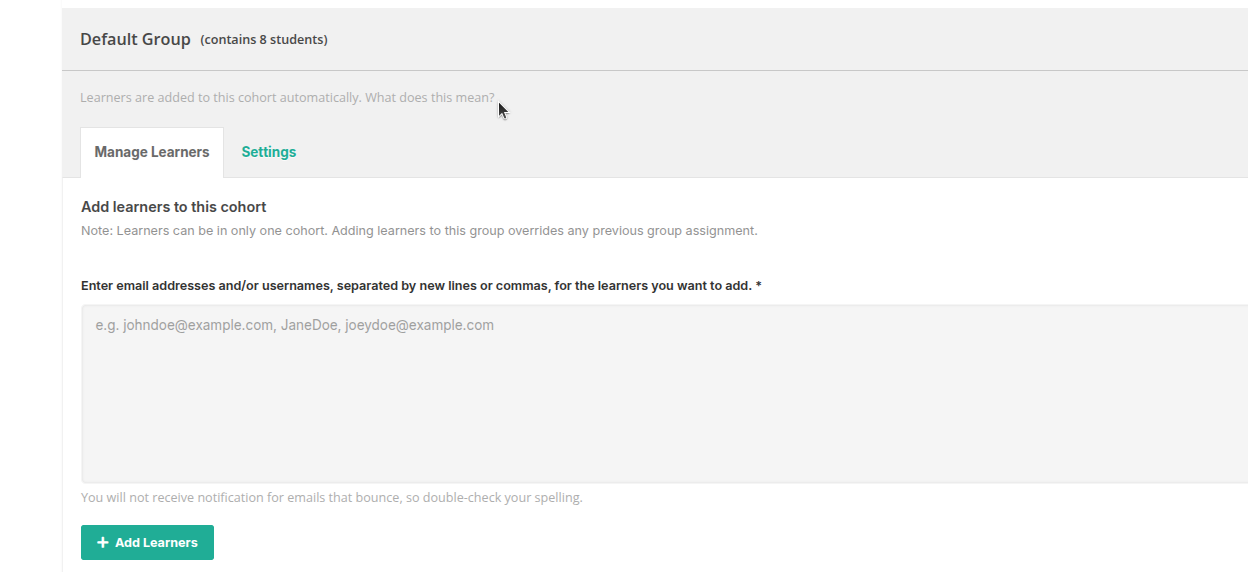 Default Group (contains 8 students)
Learners are added to this cohort automatically. What does this mean?
Manage Learners Settings
Add learners to this cohort
Note: Learners can be in only one cohort. Adding learners to this group overrides any previous group assignment.
Enter email addresses and/or usernames, separated by new lines or commas, for the learners you want to add. *
e.g. johndoe@example.com, JaneDoe, joeydoe@example.com
You will not receive notification for emails that bounce, so double-check your spelling.
+ Add Learners